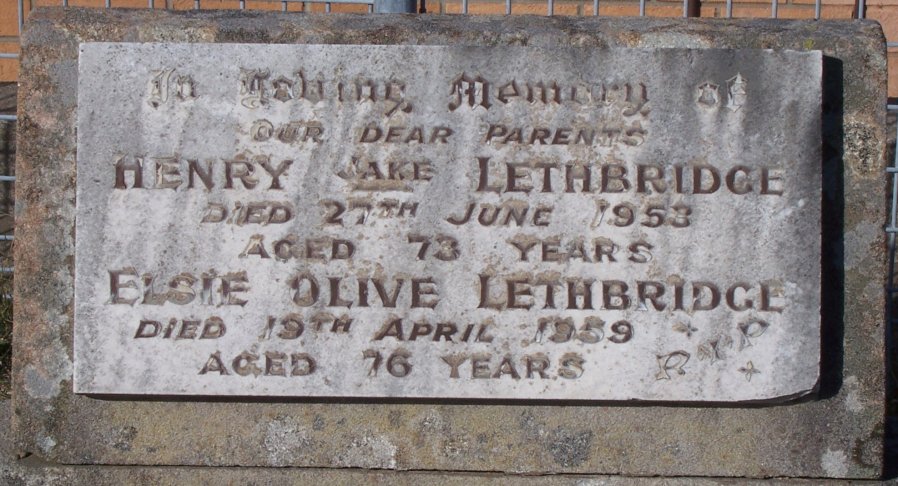 In Loving Memory of
OUR DEAR PARENTS
HENRY JAKE LETHBRIDGE
DIED 27TH JUNE 1953
AGED 73 YEARS
ELSIE OLIVE LETHBRIDGE
DIED 19TH APRIL 1959
AGED 76 YEARS R.I.P